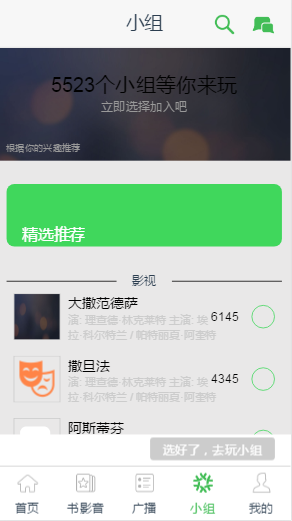 小组
5523个小组等你来玩
立即选择加入吧
根据你的兴趣推荐
精选推荐
影视
大撒范德萨
演: 理查德·林克莱特 主演: 埃
拉·科尔特兰 / 帕特丽夏·阿奎特
6145
撒旦法
演: 理查德·林克莱特 主演: 埃
拉·科尔特兰 / 帕特丽夏·阿奎特
4345
阿斯蒂芬
选好了，去玩小组
首页 书影音 广播 小组 我的